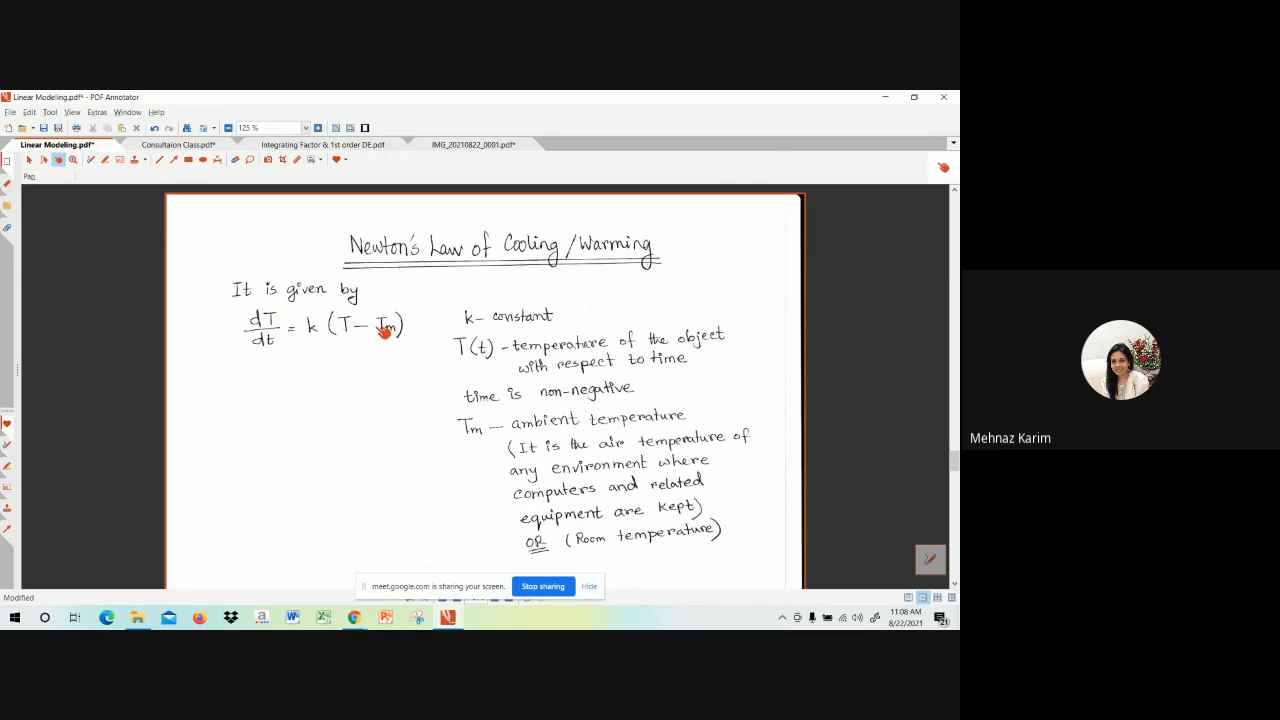 Linear Modeling.pdf* - PDF Annotator
File Edit Tool View Extras Window Help
125 %
Linear Modeling.pdf* Consultaion Class.pdf* Integrating Factor & 1st order DE.pdf IMG_20210822_0001.pdf*
Pan
Newton's Law of Cooling/Warming
It is given by
dT/dt = k (T - Tm)
k- constant
T(t) - temperature of the object
with respect to time
time is non-negative
Tm - ambient temperature
(It is the air temperature of
any environment where
computers and related
equipment are kept)
OR (Room temperature)
meet.google.com is sharing your screen. Stop sharing Hide
Modified
11:08 AM
8/22/2021
21
Mehnaz Karim